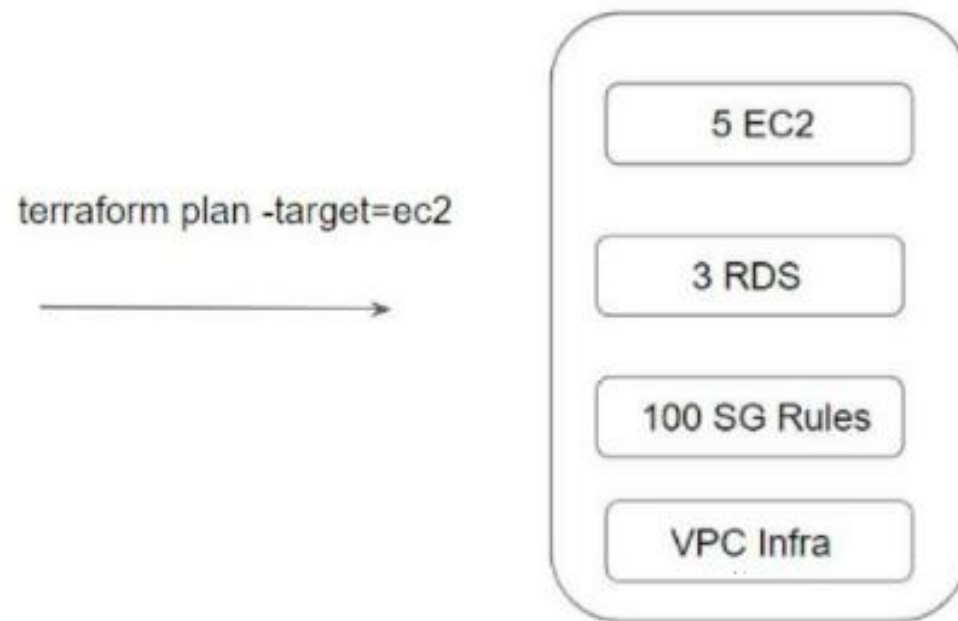 terraform plan -target=ec2
5 EC2
3 RDS
100 SG Rules
VPC Infra